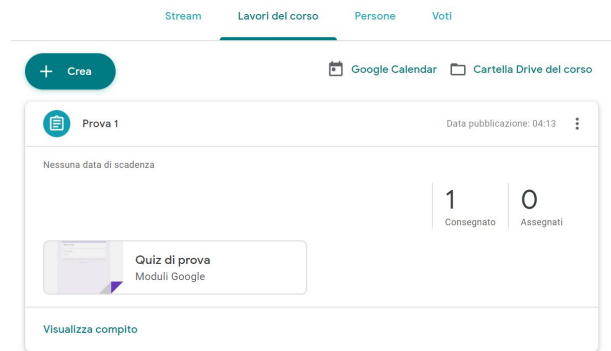 Stream Lavori del corso Persone Voti
+ Crea Google Calendar Cartella Drive del corso
Prova 1 Data pubblicazione: 04:13
Nessuna data di scadenza
1 0
Consegnato Assegnati
Quiz di prova
Moduli Google
Visualizza compito